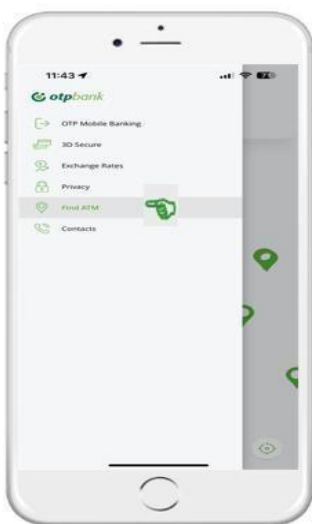 11:43
otpbank
OTP Mobile Banking
3D Secure
Exchange Rates
Privacy
Find ATM
Contacts